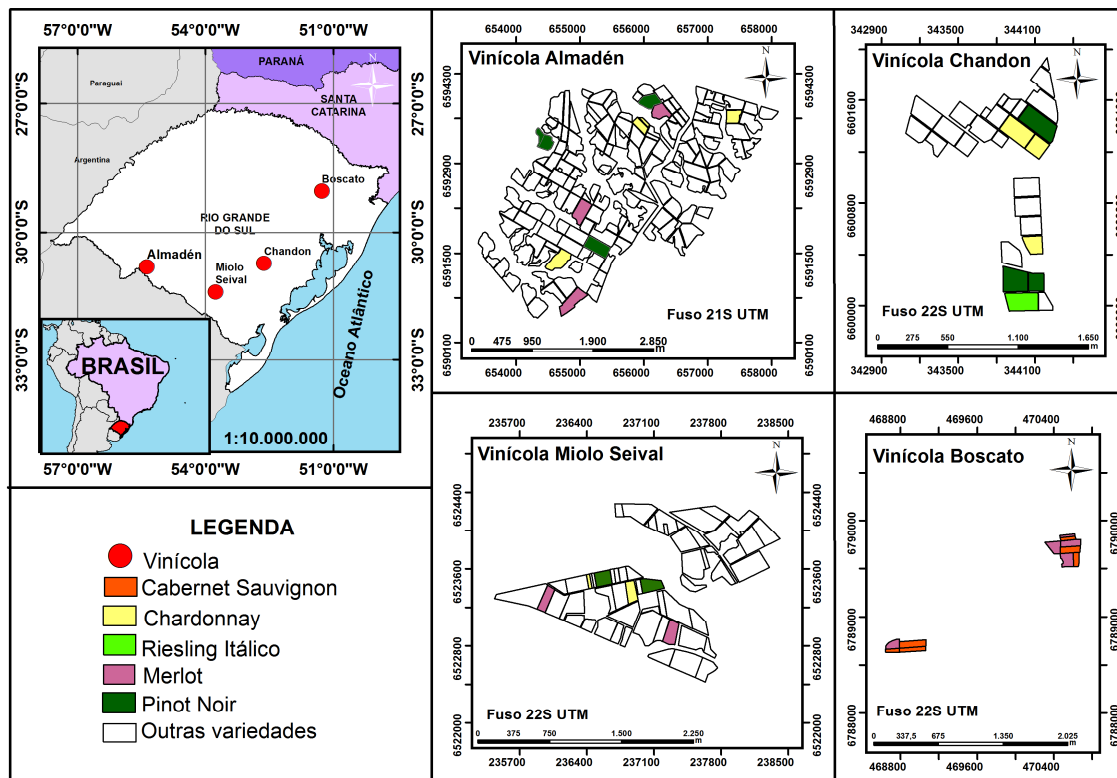 57°0'0"W 54°0'0"W 51°0'0"W
27°0'0"S
30°0'0"S
33°0'0"S
PARANÁ
N
Paraguai
SANTA
CATARINA
Argentina
Boscato
RIO GRANDE
DO SUL
Almadén
Chandon
Miolo
Seival
Oceano Atlântico
BRASIL
1:10.000.000
27°0'0"S
30°0'0"S
33°0'0"S
57°0'0"W 54°0'0"W 51°0'0"W
LEGENDA
Vinícola
Cabernet Sauvignon
Chardonnay
Riesling Itálico
Merlot
Pinot Noir
Outras variedades
654000 655000 656000 657000 658000
Vinícola Almadén
N
6594300
6592900
6591500
6590100
6594300
6592900
6591500
6590100
Fuso 21S UTM
0 475 950 1.900 2.850
m
654000 655000 656000 657000 658000
342900 343500 344100
Vinícola Chandon
N
6601600
6600800
6600000
Fuso 22S UTM
0 275 550 1.100 1.650
m
342900 343500 344100
235700 236400 237100 237800 238500
Vinícola Miolo Seival
N
6524400
6523600
6522800
6522000
6524400
6523600
6522800
6522000
Fuso 22S UTM
0 375 750 1.500 2.250
m
235700 236400 237100 237800 238500
468800 469600 470400
Vinícola Boscato
N
6790000
6789000
6788000
6790000
6789000
6788000
Fuso 22S UTM
0 337,5 675 1.350 2.025
m
468800 469600 470400